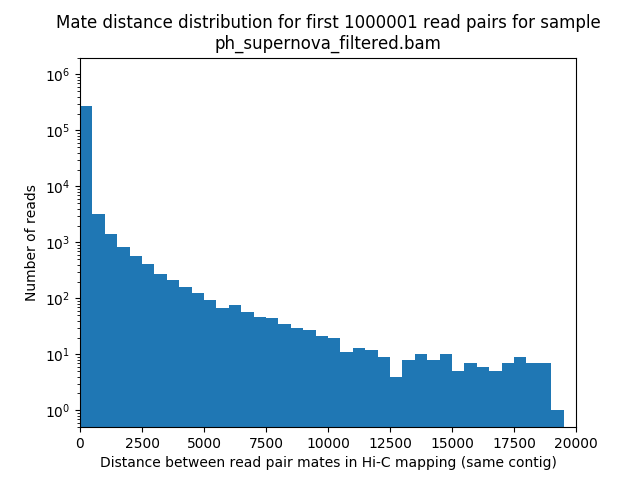 Mate distance distribution for first 1000001 read pairs for sample
ph_supernova_filtered.bam
Number of reads
10^6
10^5
10^4
10^3
10^2
10^1
10^0
0 2500 5000 7500 10000 12500 15000 17500 20000
Distance between read pair mates in Hi-C mapping (same contig)